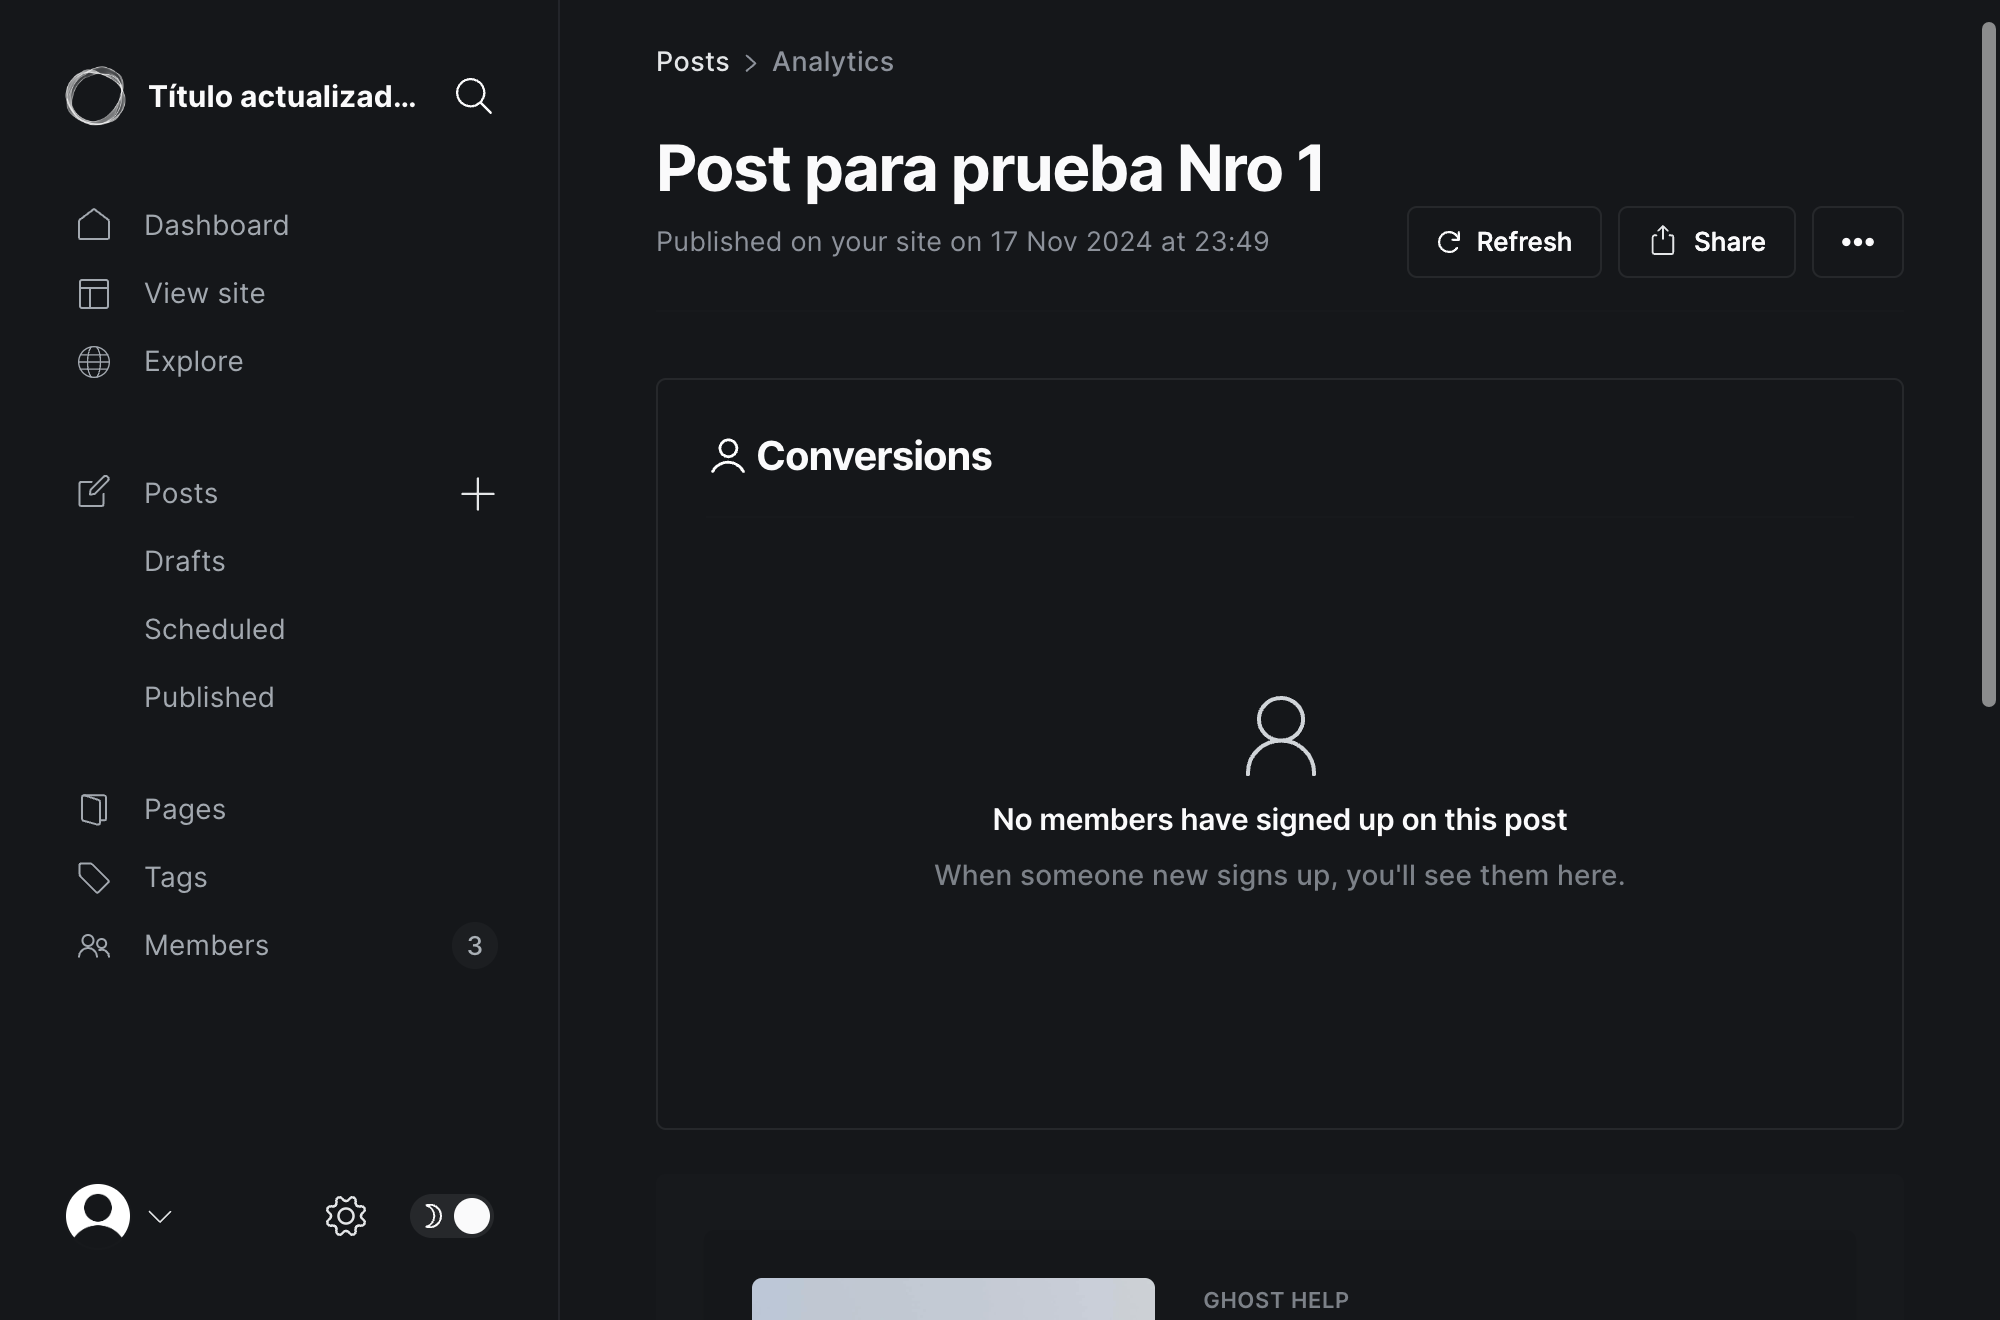 Título actualizad...
Dashboard
View site
Explore
Posts
Drafts
Scheduled
Published
Pages
Tags
Members 3
Posts > Analytics
Post para prueba Nro 1
Published on your site on 17 Nov 2024 at 23:49
Refresh
Share
Conversions
No members have signed up on this post
When someone new signs up, you'll see them here.
GHOST HELP